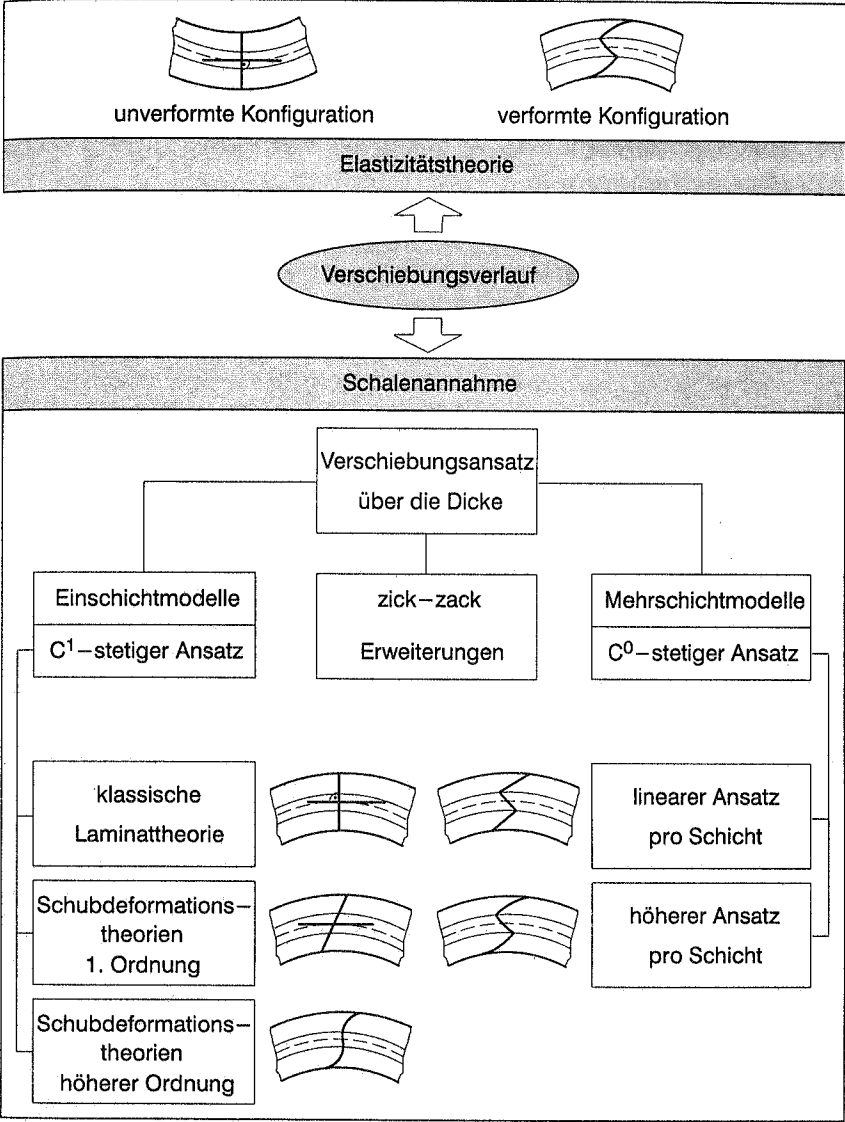 unverformte Konfiguration
verformte Konfiguration
Elastizitätstheorie
Verschiebungsverlauf
Schalenannahme
Verschiebungsansatz
über die Dicke
Einschichtmodelle
C¹–stetiger Ansatz
zick–zack
Erweiterungen
Mehrschichtmodelle
C⁰–stetiger Ansatz
klassische
Laminattheorie
linearer Ansatz
pro Schicht
Schubdeformations–
theorien
1. Ordnung
höherer Ansatz
pro Schicht
Schubdeformations–
theorien
höherer Ordnung